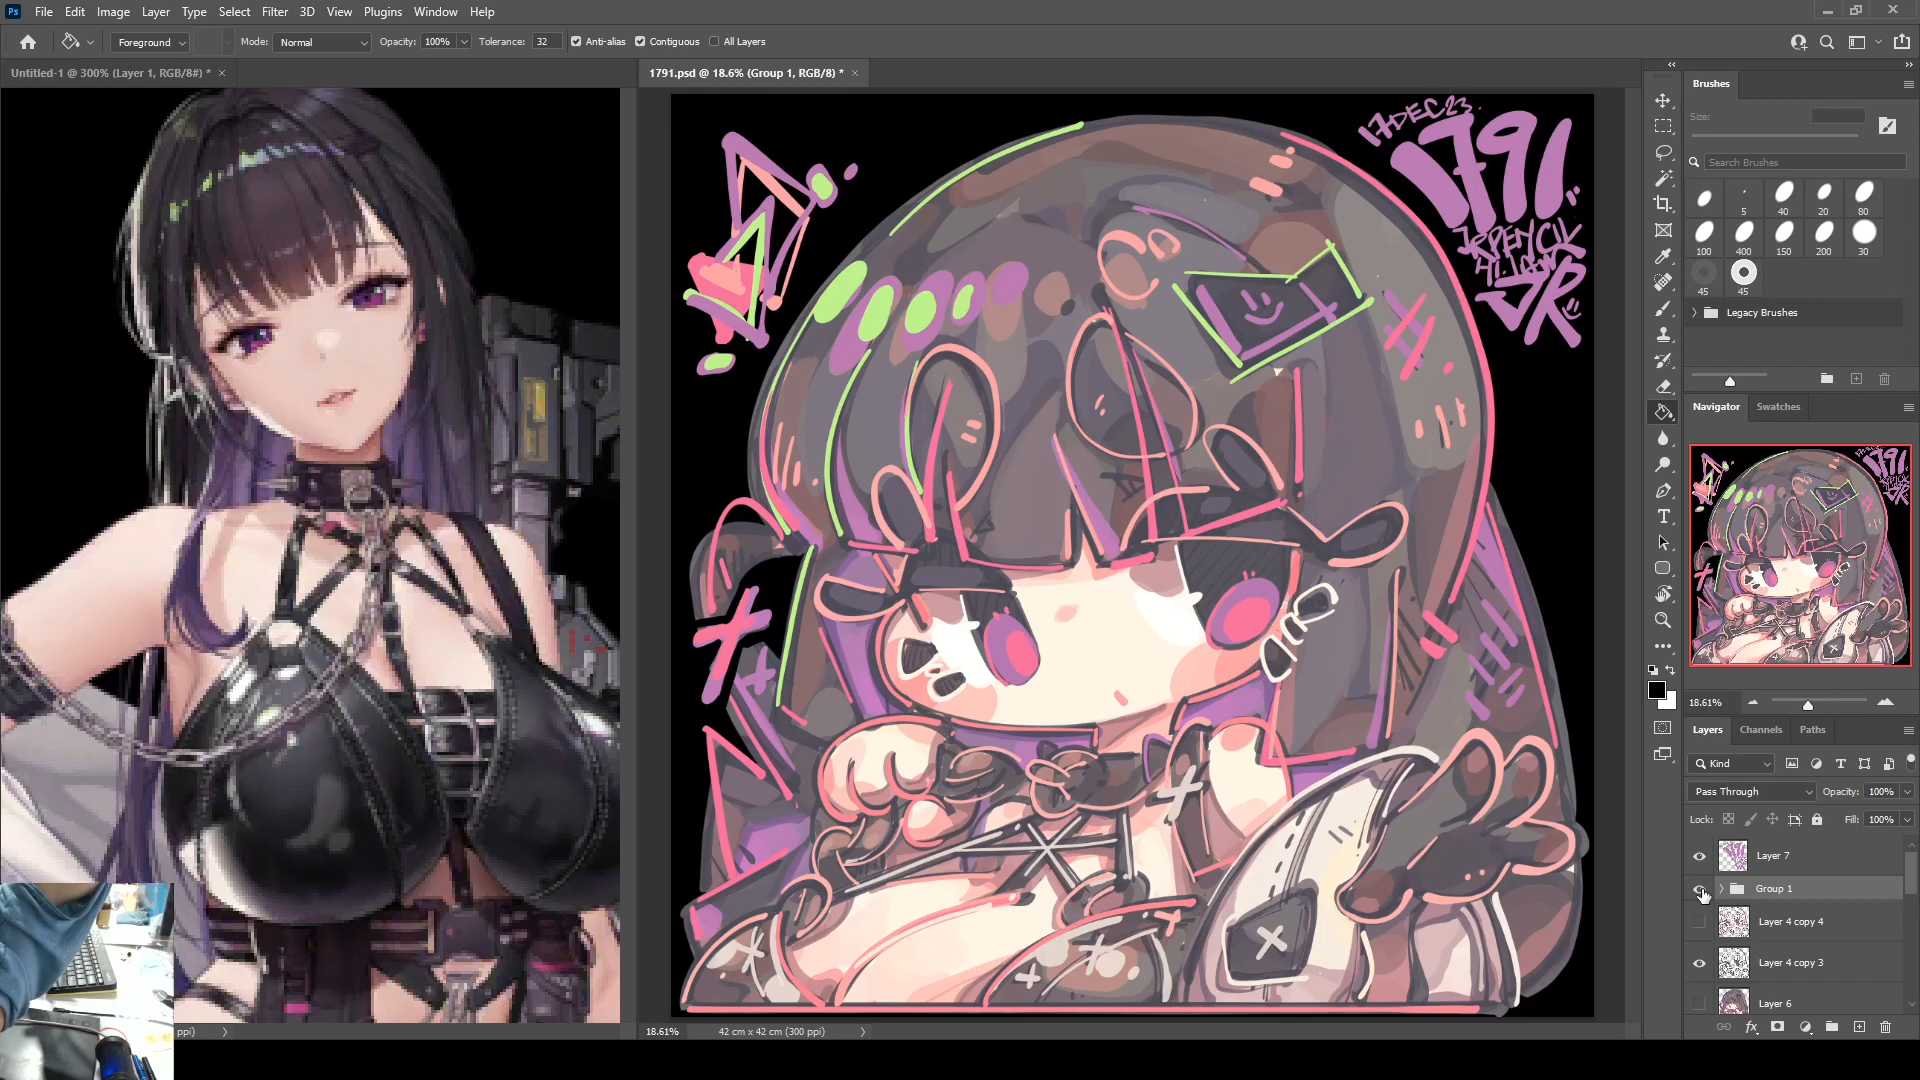 Ps File Edit Image Layer Type Select Filter 3D View Plugins Window Help
Foreground Mode: Normal Opacity: 100% Tolerance: 32 Anti-alias Contiguous All Layers
Untitled-1 @ 300% (Layer 1, RGB/8#) * ×
1791.psd @ 18.6% (Group 1, RGB/8) * ×
17DEC23
1791
JR
Brushes
Size:
Search Brushes
5 40 20 80
100 400 150 200 30
45 45
Legacy Brushes
Navigator Swatches
18.61%
Layers Channels Paths
Kind
Pass Through Opacity: 100%
Lock: Fill: 100%
Layer 7
Group 1
Layer 4 copy 4
Layer 4 copy 3
Layer 6
ppi)
18.61% 42 cm x 42 cm (300 ppi)